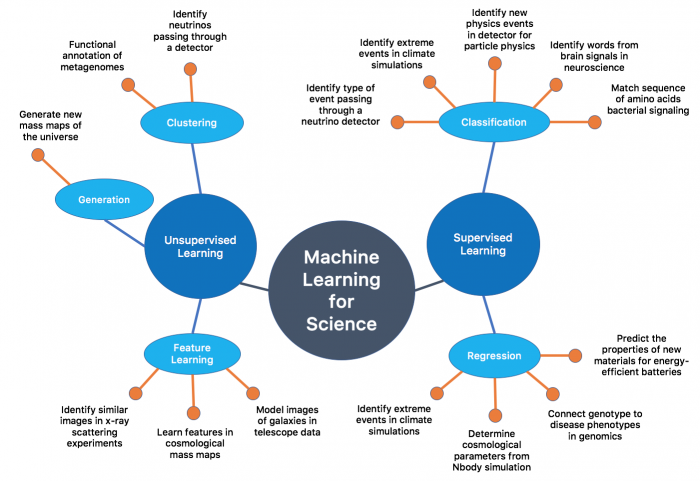 Identify
neutrinos
passing through
a detector
Functional
annotation of
metagenomes
Generate new
mass maps of
the universe
Clustering
Generation
Unsupervised
Learning
Feature
Learning
Identify similar
images in x-ray
scattering
experiments
Learn features in
cosmological
mass maps
Model images
of galaxies in
telescope data
Machine
Learning
for
Science
Identify new
physics events
in detector for
particle physics
Identify extreme
events in climate
simulations
Identify words from
brain signals in
neuroscience
Identify type of
event passing
through a
neutrino detector
Match sequence
of amino acids
bacterial signaling
Classification
Supervised
Learning
Regression
Predict the
properties of new
materials for energy-
efficient batteries
Identify extreme
events in climate
simulations
Determine
cosmological
parameters from
Nbody simulation
Connect genotype to
disease phenotypes
in genomics